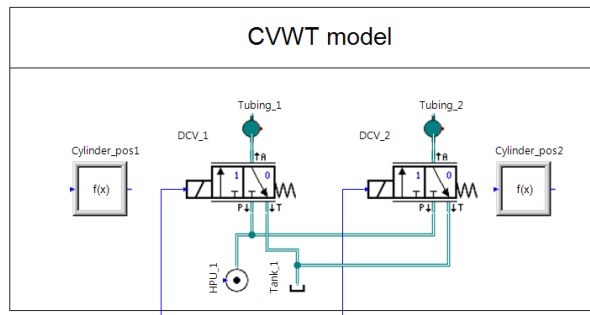 CVWT model
Tubing_1
Tubing_2
DCV_1
DCV_2
Cylinder_pos1
Cylinder_pos2
A
A
f(x)
1
0
1
0
f(x)
P
T
P
T
HPU_1
Tank_1